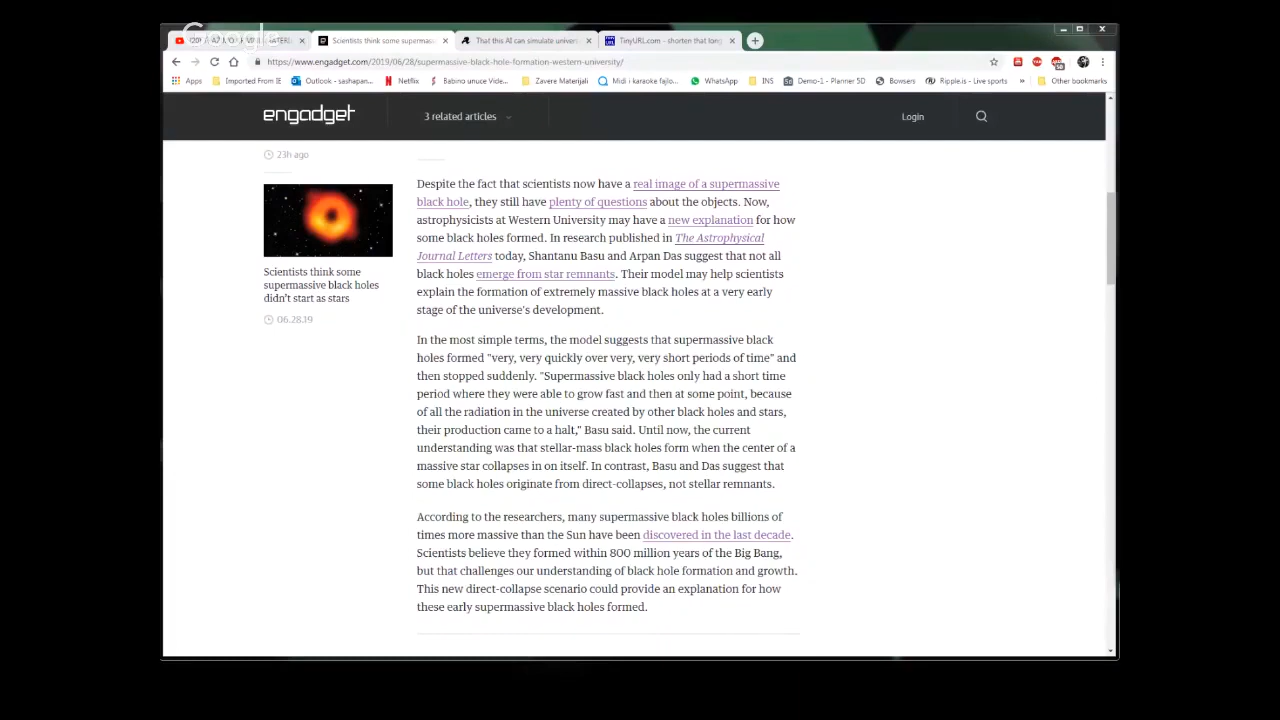 Google
Scientists think some supermass
That this AI can simulate univers
TinyURL.com - shorten that long
https://www.engadget.com/2019/06/28/supermassive-black-hole-formation-western-university/
Apps Imported From IE Outlook - sashapan... Netflix Babino unuce Vide... Zavere Materijali Midi i karaoke fajlo... WhatsApp INS Demo-1 - Planner 5D Bowsers Ripple.is - Live sports » Other bookmarks
engadget
3 related articles
Login
23h ago
Scientists think some
supermassive black holes
didn't start as stars
06.28.19
Despite the fact that scientists now have a real image of a supermassive
black hole, they still have plenty of questions about the objects. Now,
astrophysicists at Western University may have a new explanation for how
some black holes formed. In research published in The Astrophysical
Journal Letters today, Shantanu Basu and Arpan Das suggest that not all
black holes emerge from star remnants. Their model may help scientists
explain the formation of extremely massive black holes at a very early
stage of the universe's development.
In the most simple terms, the model suggests that supermassive black
holes formed "very, very quickly over very, very short periods of time" and
then stopped suddenly. "Supermassive black holes only had a short time
period where they were able to grow fast and then at some point, because
of all the radiation in the universe created by other black holes and stars,
their production came to a halt," Basu said. Until now, the current
understanding was that stellar-mass black holes form when the center of a
massive star collapses in on itself. In contrast, Basu and Das suggest that
some black holes originate from direct-collapses, not stellar remnants.
According to the researchers, many supermassive black holes billions of
times more massive than the Sun have been discovered in the last decade.
Scientists believe they formed within 800 million years of the Big Bang,
but that challenges our understanding of black hole formation and growth.
This new direct-collapse scenario could provide an explanation for how
these early supermassive black holes formed.